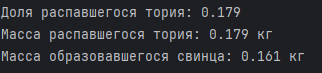 Доля распавшегося тория: 0.179
Масса распавшегося тория: 0.179 кг
Масса образовавшегося свинца: 0.161 кг